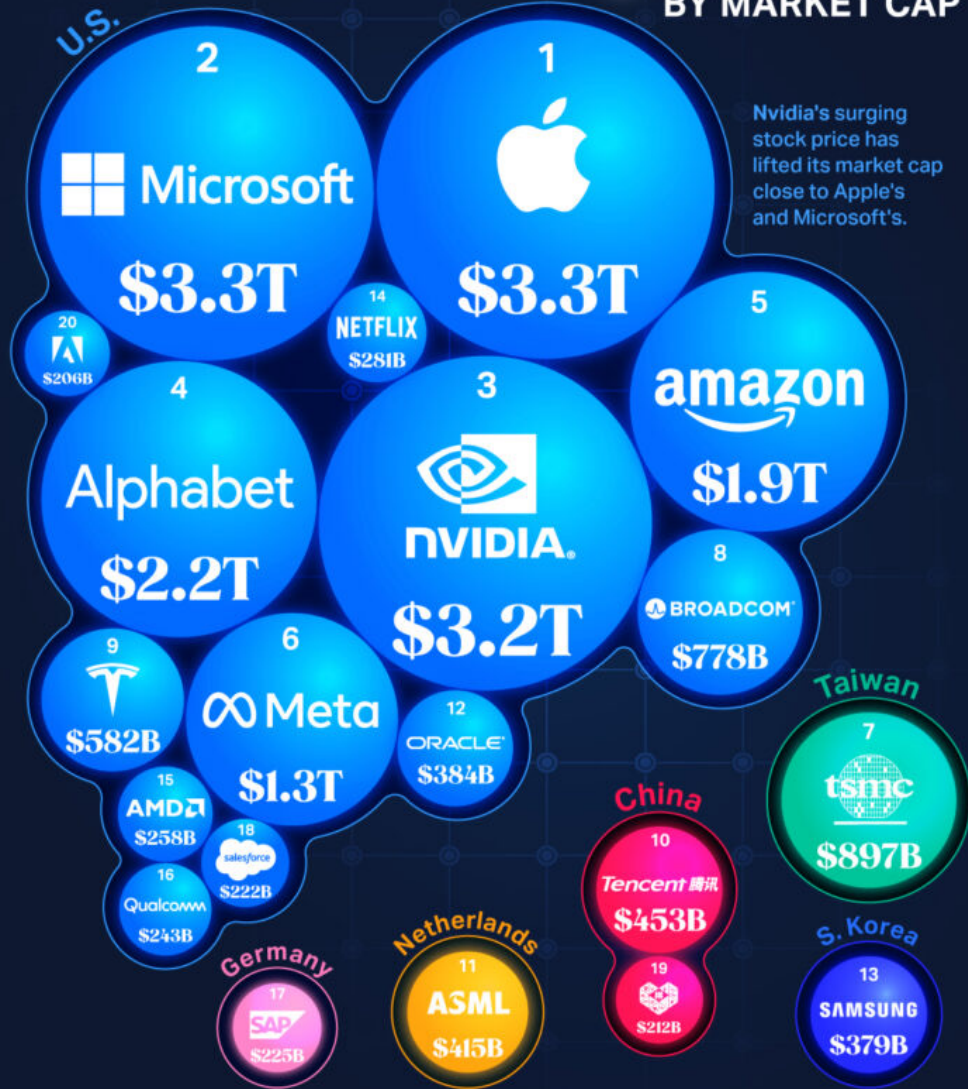 BY MARKET CAP
U.S.
2
Microsoft
$3.3T
1
$3.3T
Nvidia's surging
stock price has
lifted its market cap
close to Apple's
and Microsoft's.
20
$206B
14
NETFLIX
$281B
5
amazon
$1.9T
4
Alphabet
$2.2T
3
NVIDIA.
$3.2T
8
BROADCOM
$778B
9
$582B
6
Meta
$1.3T
12
ORACLE
$384B
15
AMD
$258B
18
salesforce
$222B
16
Qualcomm
$243B
Taiwan
7
tsmc
$897B
China
10
Tencent 腾讯
$453B
19
$212B
Germany
17
SAP
$225B
Netherlands
11
ASML
$415B
S. Korea
13
SAMSUNG
$379B